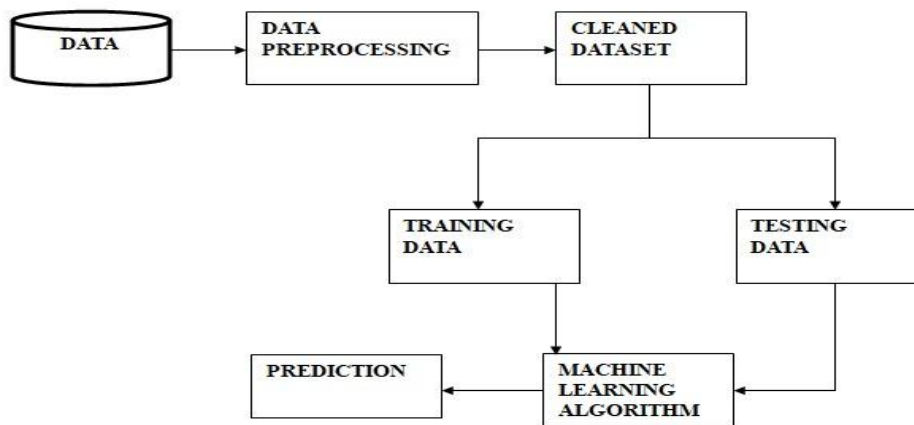 DATA
DATA
PREPROCESSING
CLEANED
DATASET
TRAINING
DATA
TESTING
DATA
PREDICTION
MACHINE
LEARNING
ALGORITHM